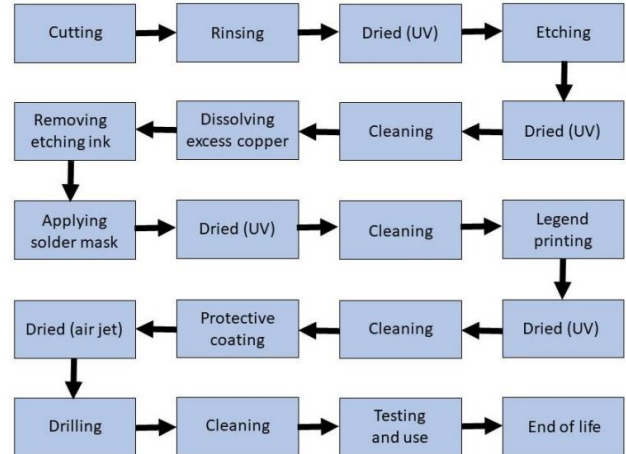 Cutting
Rinsing
Dried (UV)
Etching
Removing
etching ink
Dissolving
excess copper
Cleaning
Dried (UV)
Applying
solder mask
Dried (UV)
Cleaning
Legend
printing
Dried (air jet)
Protective
coating
Cleaning
Dried (UV)
Drilling
Cleaning
Testing
and use
End of life